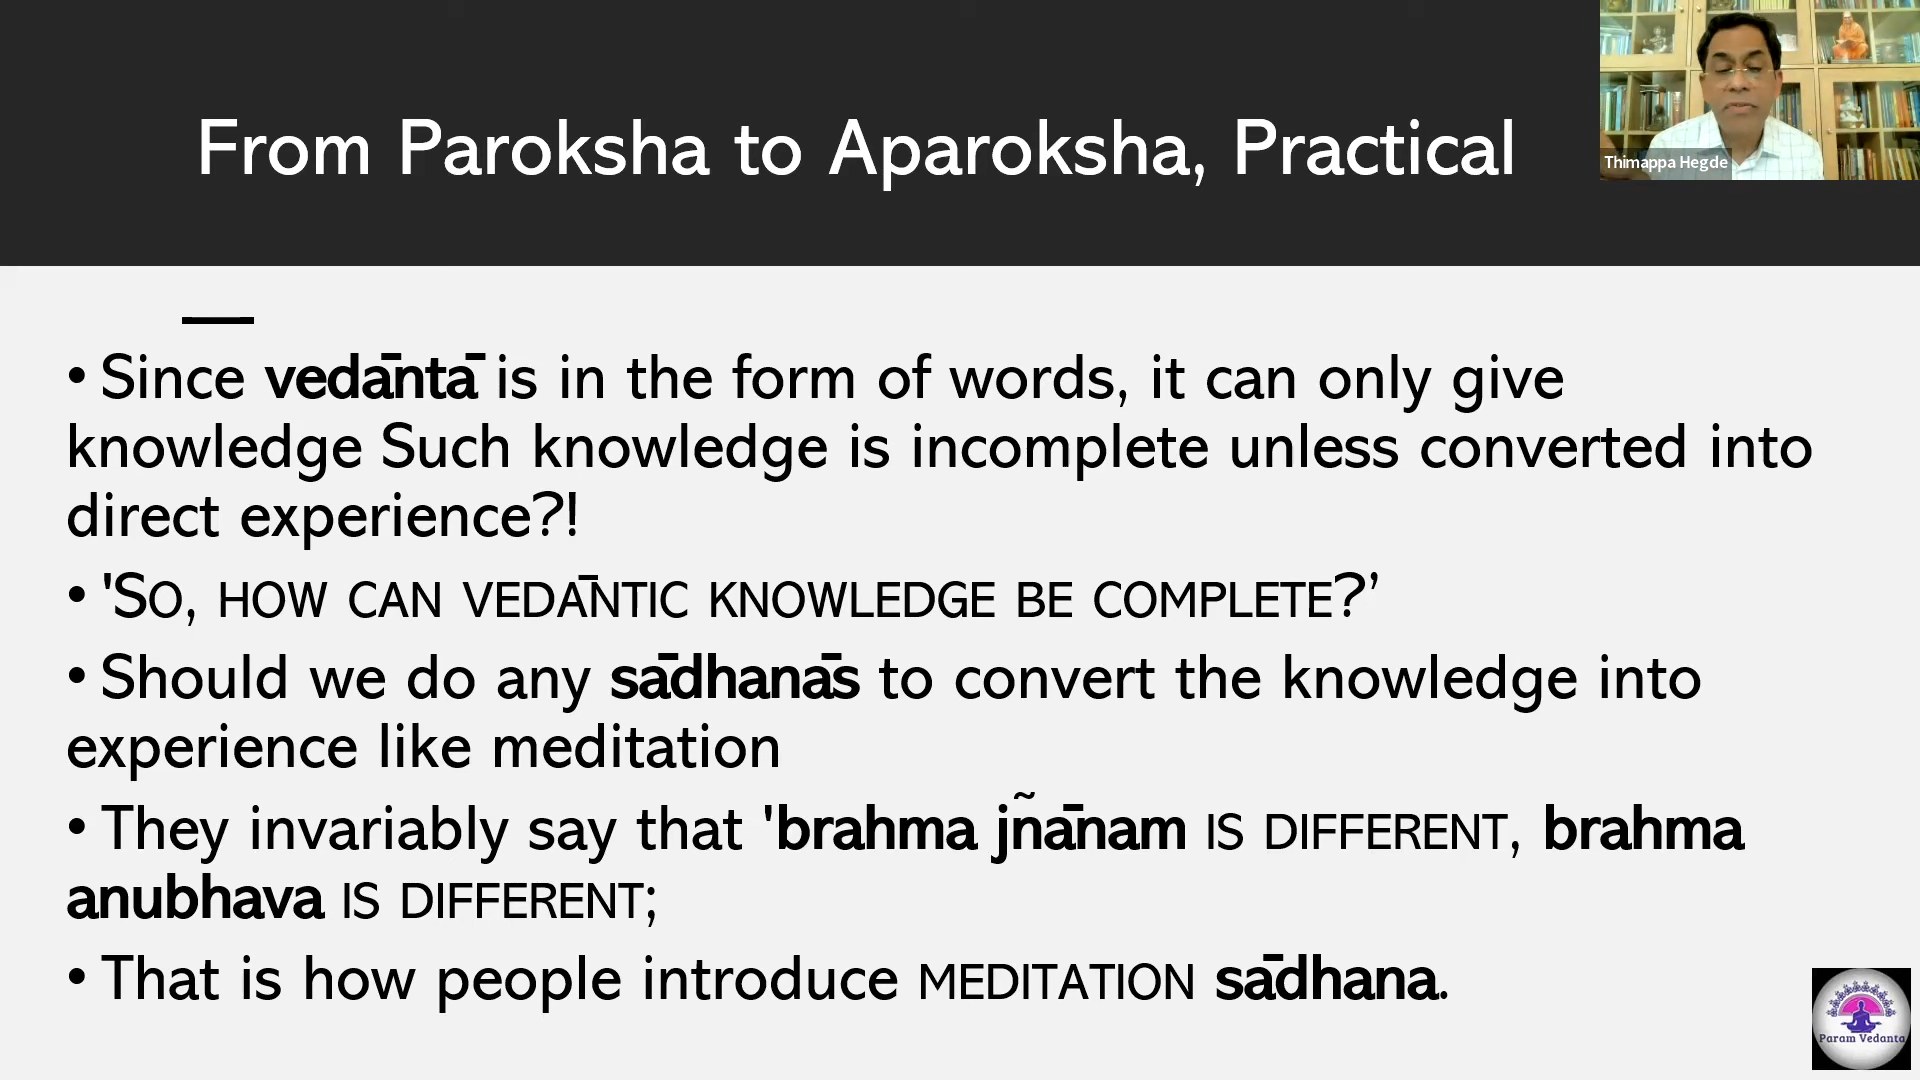 From Paroksha to Aparoksha, Practical
Thimappa Hegde
• Since vedāntā is in the form of words, it can only give
knowledge Such knowledge is incomplete unless converted into
direct experience?!
• 'SO, HOW CAN VEDĀNTIC KNOWLEDGE BE COMPLETE?’
• Should we do any sādhanās to convert the knowledge into
experience like meditation
• They invariably say that 'brahma jñānam IS DIFFERENT, brahma
anubhava IS DIFFERENT;
• That is how people introduce MEDITATION sādhana.
Param Vedanta